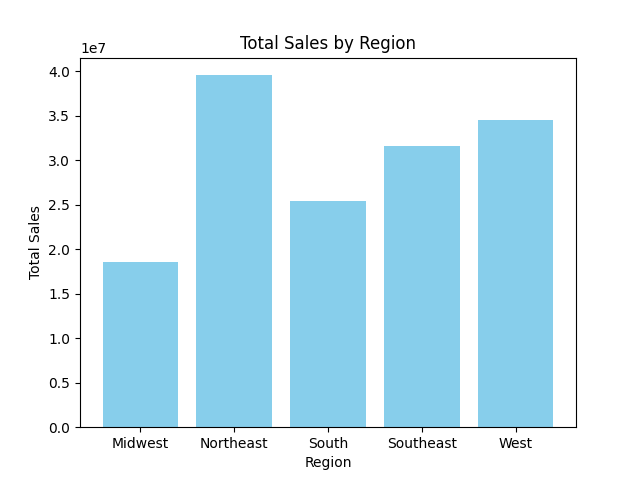 Total Sales by Region
1e7
4.0
3.5
3.0
2.5
2.0
1.5
1.0
0.5
0.0
Total Sales
Midwest Northeast South Southeast West
Region